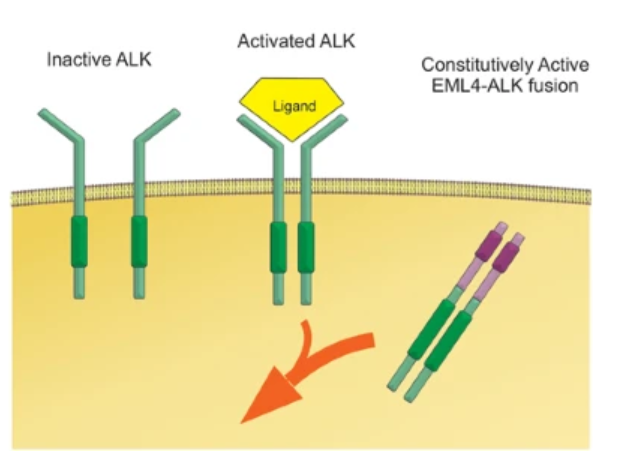 Inactive ALK
Activated ALK
Ligand
Constitutively Active
EML4-ALK fusion